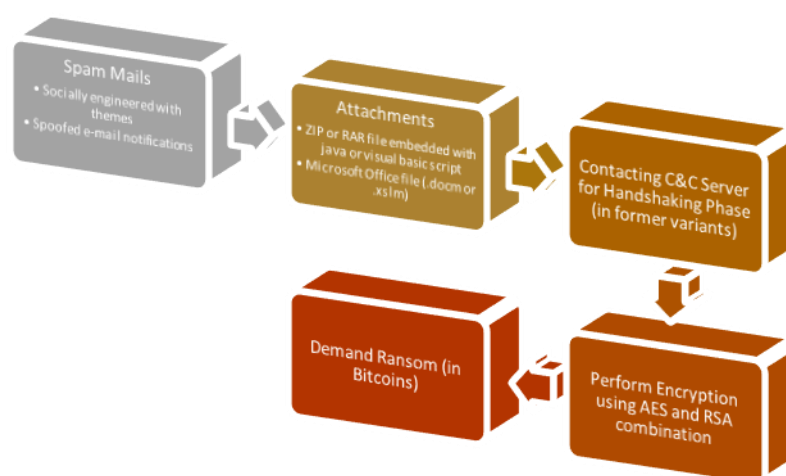 Spam Mails
• Socially engineered with
themes
• Spoofed e-mail notifications
Attachments
• ZIP or RAR file embedded with
java or visual basic script
• Microsoft Office file (.docm or
.xslm)
Contacting C&C Server
for Handshaking Phase
(in former variants)
Perform Encryption
using AES and RSA
combination
Demand Ransom (in
Bitcoins)